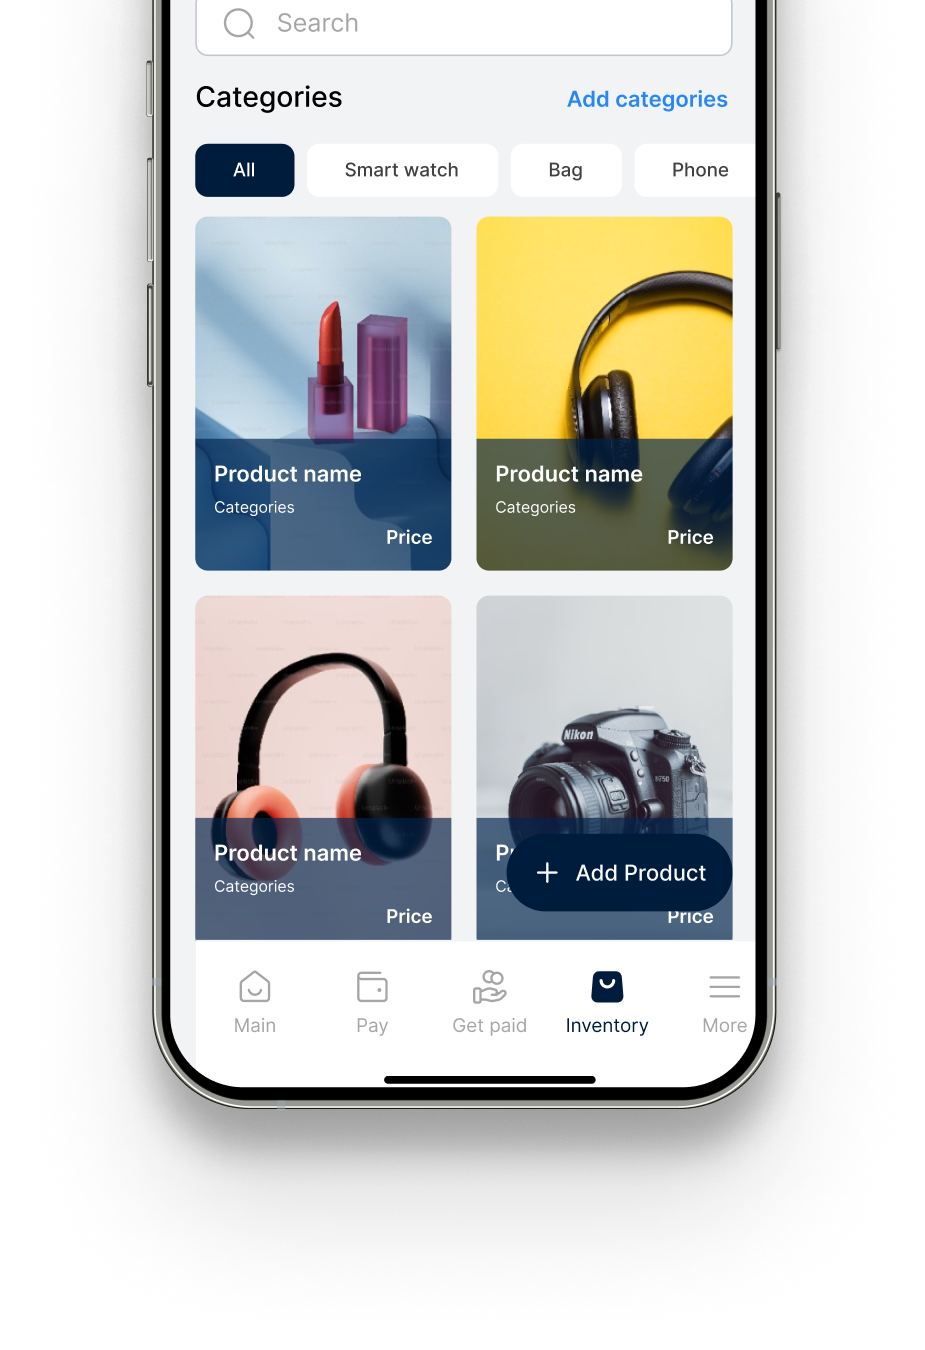 Search
Categories
Add categories
All
Smart watch
Bag
Phone
Product name
Categories
Price
Product name
Categories
Price
Nikon
D750
Product name
Categories
Price
Add Product
Price
Main
Pay
Get paid
Inventory
More